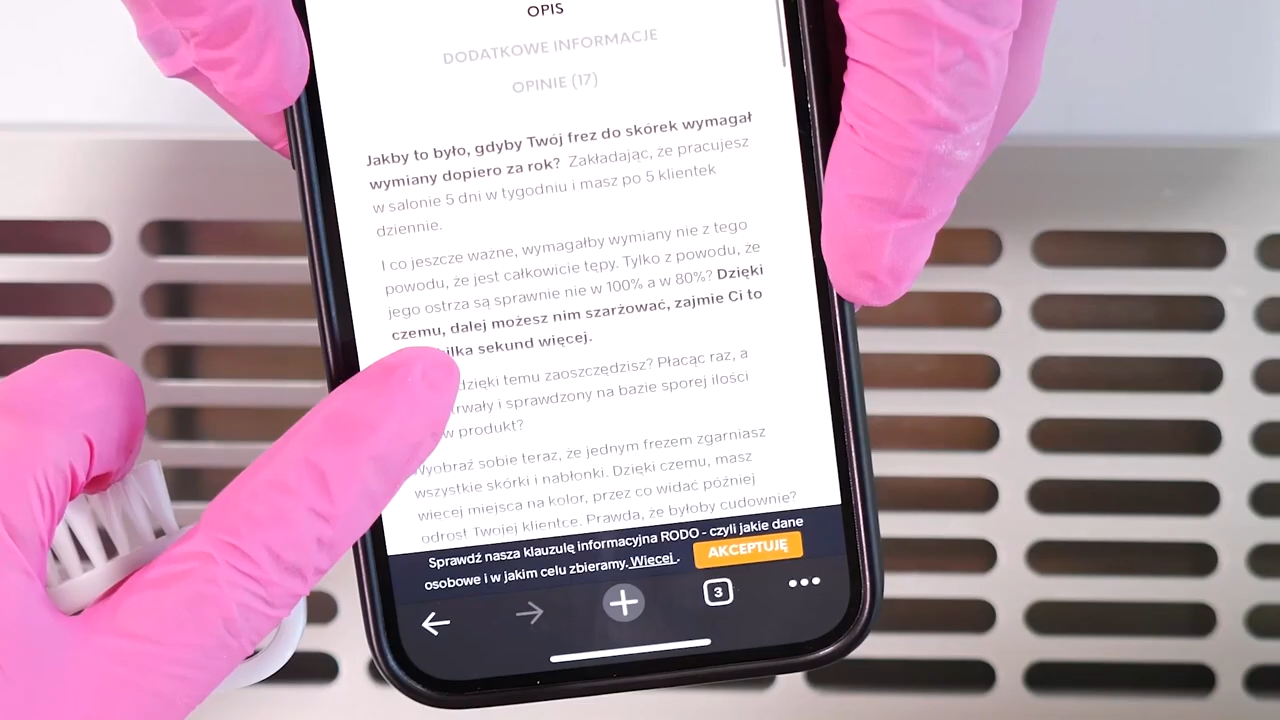 OPIS
DODATKOWE INFORMACJE
OPINIE (17)
Jakby to było, gdyby Twój frez do skórek wymagał
wymiany dopiero za rok? Zakładając, że pracujesz
w salonie 5 dni w tygodniu i masz po 5 klientek
dziennie.
I co jeszcze ważne, wymagałby wymiany nie z tego
powodu, że jest całkowicie tępy. Tylko z powodu, że
jego ostrza są sprawnie nie w 100% a w 80%? Dzięki
czemu, dalej możesz nim szarżować, zajmie Ci to
sekund więcej.
dzięki temu zaoszczędzisz? Płacąc raz, a
i sprawdzony na bazie sporej ilości
produkt?
Wyobraź sobie teraz, że jednym frezem zgarniasz
wszystkie skórki i nabłonki. Dzięki czemu, masz
więcej miejsca na kolor, przez co widać później
odrost Twojej klientce. Prawda, że byłoby cudownie?
Sprawdź nasza klauzulę informacyjna RODO - czyli jakie dane
osobowe i w jakim celu zbieramy. Więcej.
AKCEPTUJĘ
3